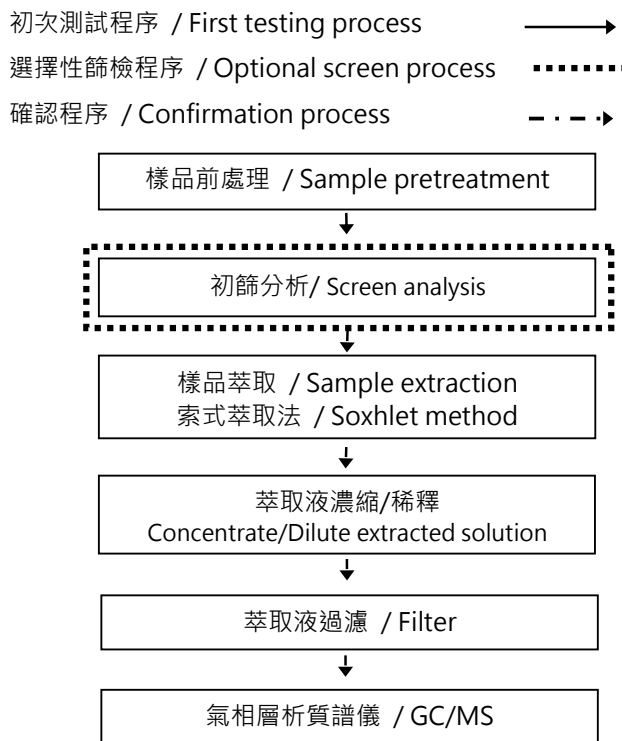 初次測試程序 / First testing process
選擇性篩檢程序 / Optional screen process
確認程序 / Confirmation process
樣品前處理 / Sample pretreatment
初篩分析/ Screen analysis
樣品萃取 / Sample extraction
索式萃取法 / Soxhlet method
萃取液濃縮/稀釋
Concentrate/Dilute extracted solution
萃取液過濾 / Filter
氣相層析質譜儀 / GC/MS